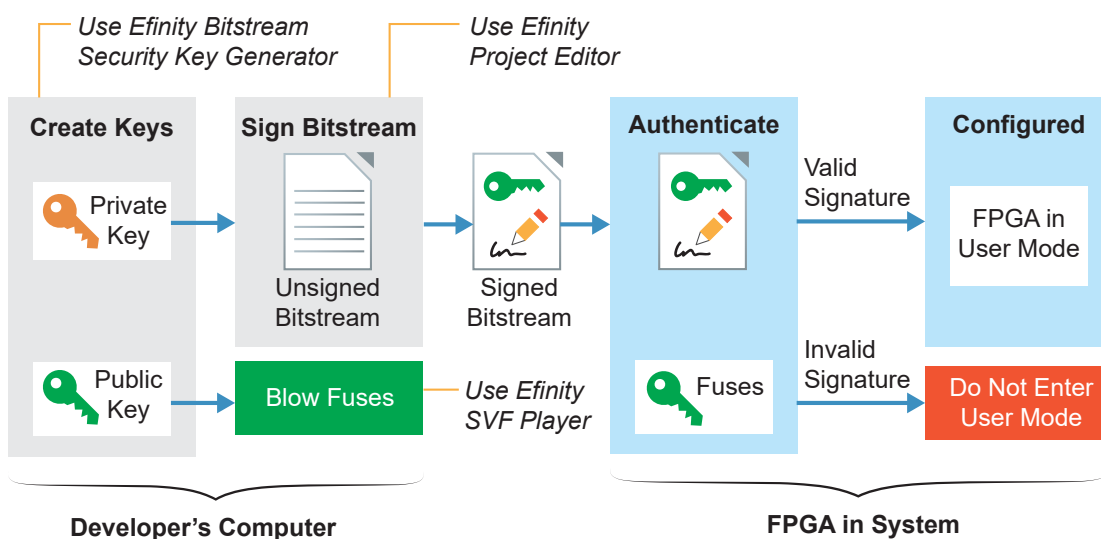 Use Efinity Bitstream
Security Key Generator
Use Efinity
Project Editor
Create Keys
Sign Bitstream
Authenticate
Configured
Private
Key
Unsigned
Bitstream
Signed
Bitstream
Valid
Signature
FPGA in
User Mode
Public
Key
Blow Fuses
Use Efinity
SVF Player
Fuses
Invalid
Signature
Do Not Enter
User Mode
Developer’s Computer
FPGA in System